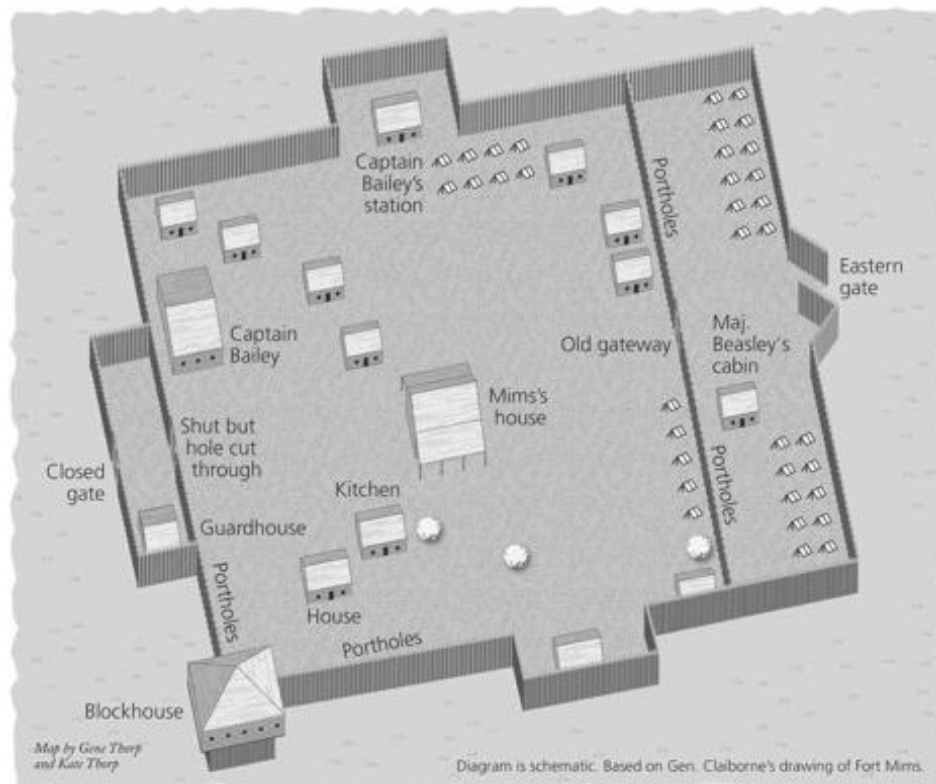 Captain
Bailey's
station
Portholes
Eastern
gate
Captain
Bailey
Old gateway
Maj.
Beasley's
cabin
Mims's
house
Shut but
hole cut
through
Closed
gate
Kitchen
Guardhouse
Portholes
Portholes
House
Portholes
Blockhouse
Map by Gene Thorp
and Kate Thorp
Diagram is schematic. Based on Gen. Claiborne's drawing of Fort Mims.